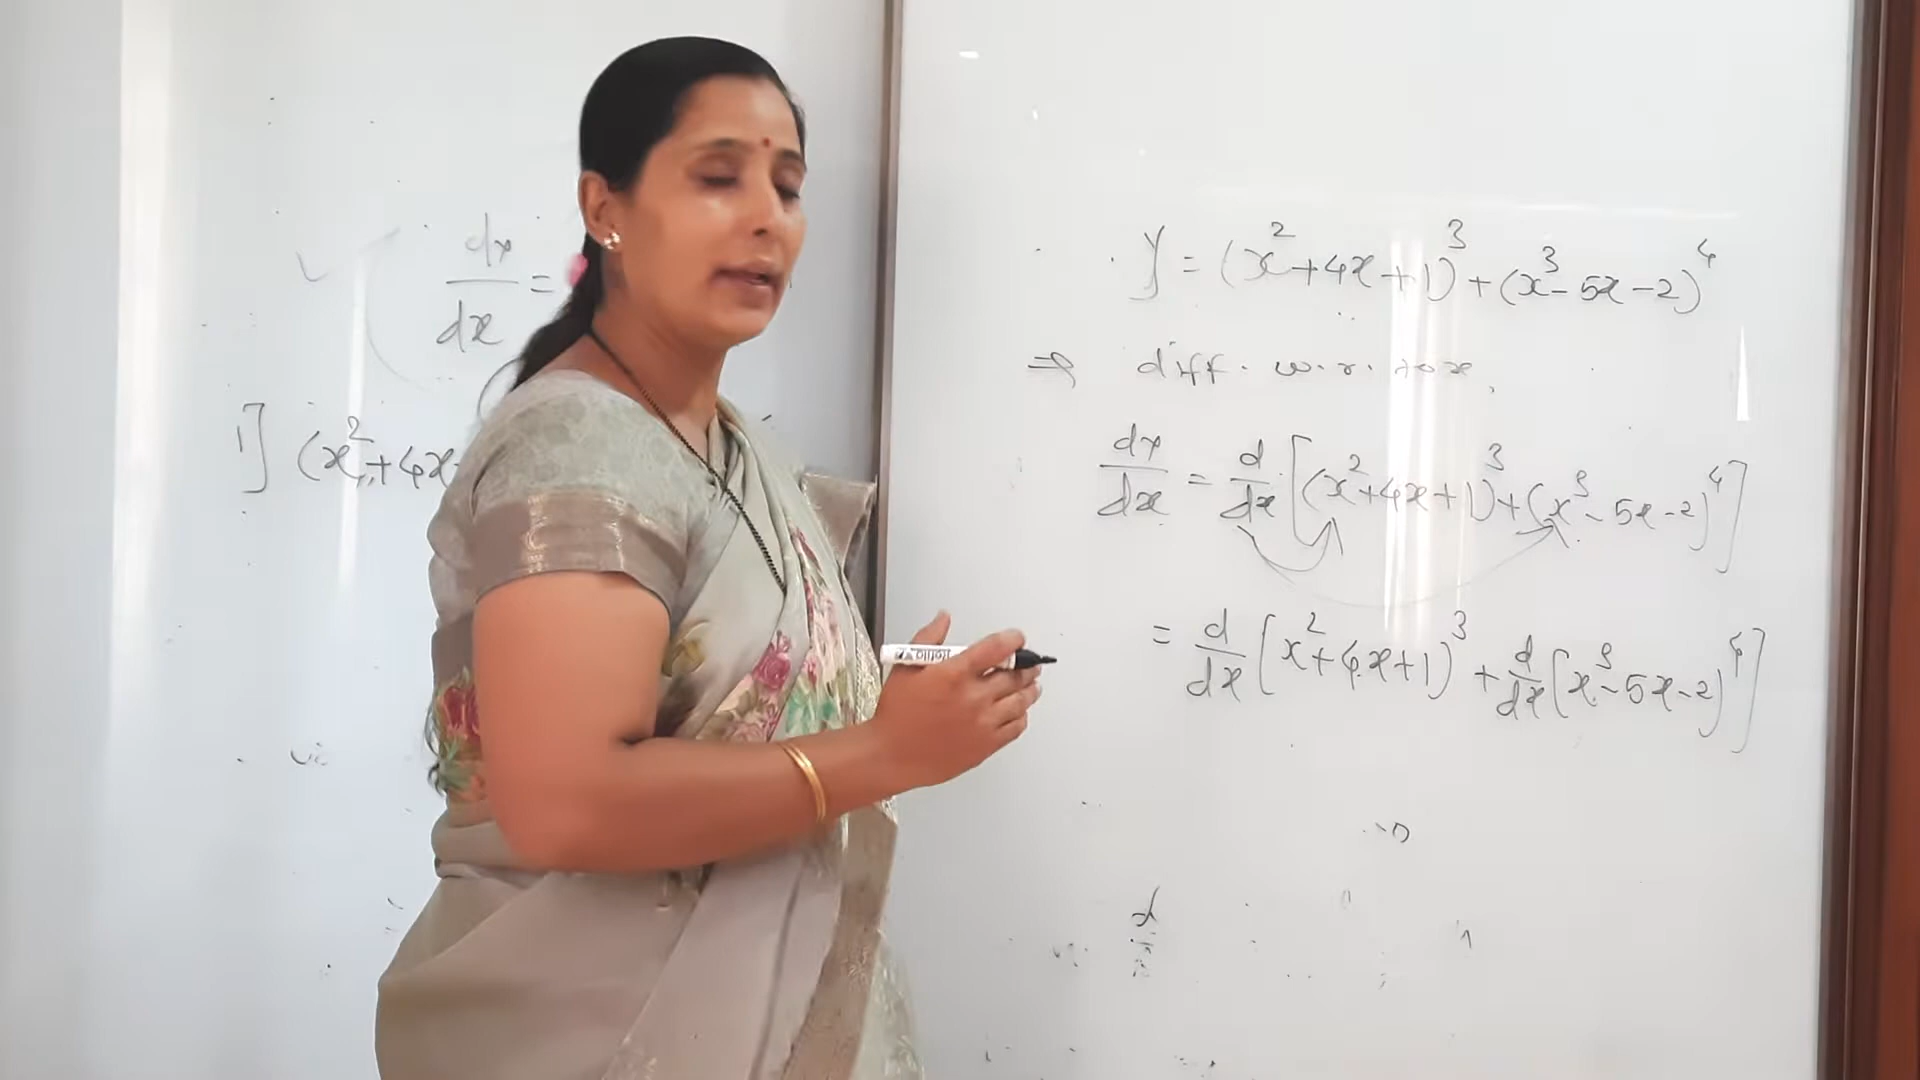 dy/dx =
1] (x²+4x
y = (x²+4x+1)³+(x³-5x-2)⁴
⇒ diff. w.r. to x,
dy/dx = d/dx [(x²+4x+1)³+(x³-5x-2)⁴]
= d/dx [x²+4x+1)³ + d/dx [x³-5x-2)⁴]
d